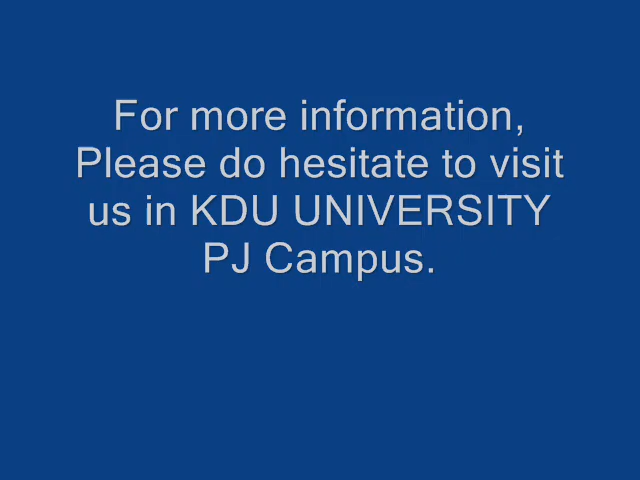 For more information,
Please do hesitate to visit
us in KDU UNIVERSITY
PJ Campus.